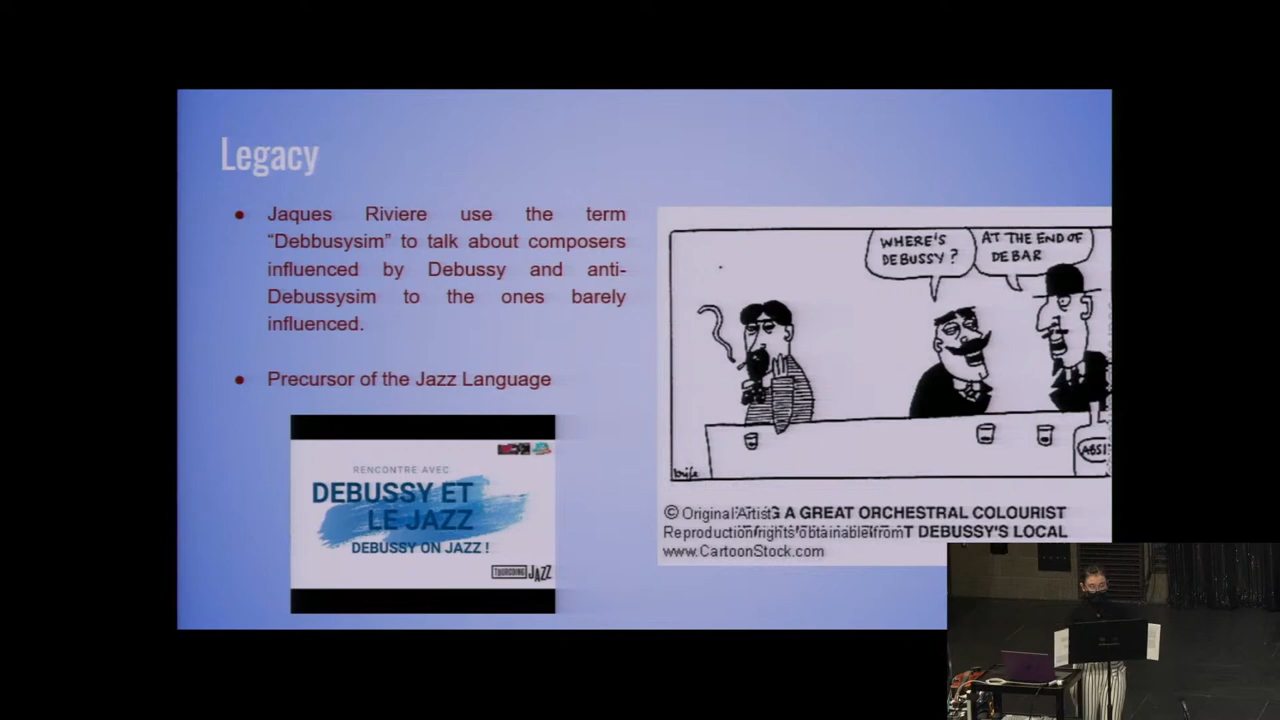 Legacy
● Jaques Riviere use the term
“Debbusysim” to talk about composers
influenced by Debussy and anti-
Debussysim to the ones barely
influenced.
● Precursor of the Jazz Language
RENCONTRE AVEC
DEBUSSY ET
LE JAZZ
DEBUSSY ON JAZZ !
TOURCOING JAZZ
WHERE'S
DEBUSSY ?
AT THE END OF
DE BAR
ABSI
© Original Artist
A GREAT ORCHESTRAL COLOURIST
Reproduction rights obtainable from
DEBUSSY'S LOCAL
www.CartoonStock.com